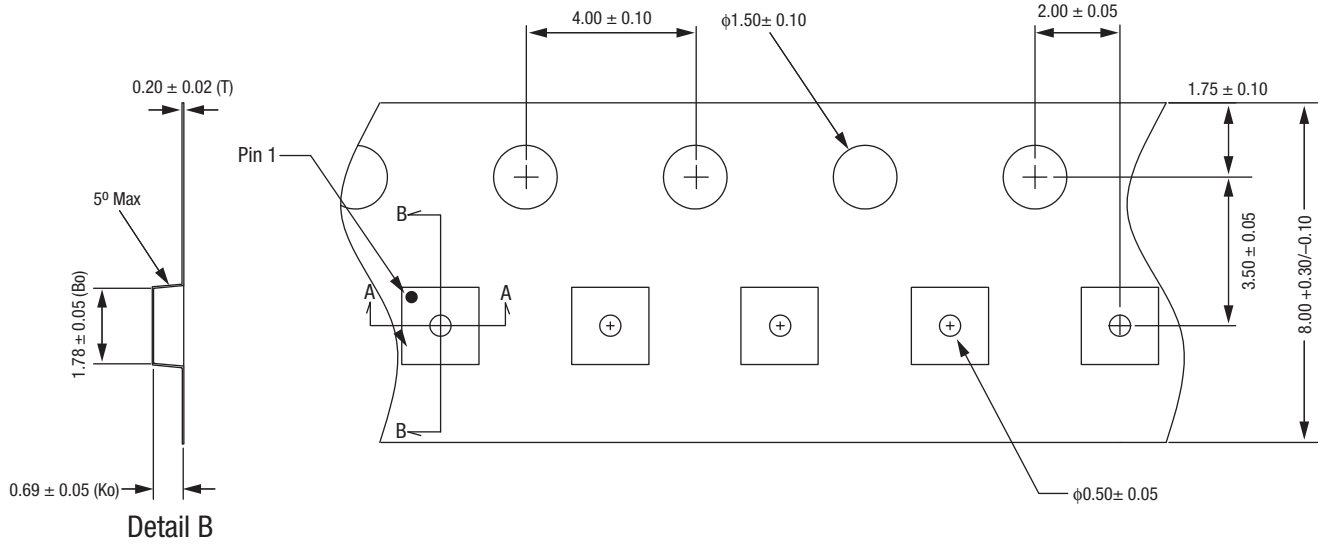 4.00 ± 0.10
ϕ1.50± 0.10
2.00 ± 0.05
0.20 ± 0.02 (T)
1.75 ± 0.10
Pin 1
5º Max
B
A
A
3.50 ± 0.05
8.00 +0.30/–0.10
1.78 ± 0.05 (Bo)
B
0.69 ± 0.05 (Ko)
ϕ0.50± 0.05
Detail B